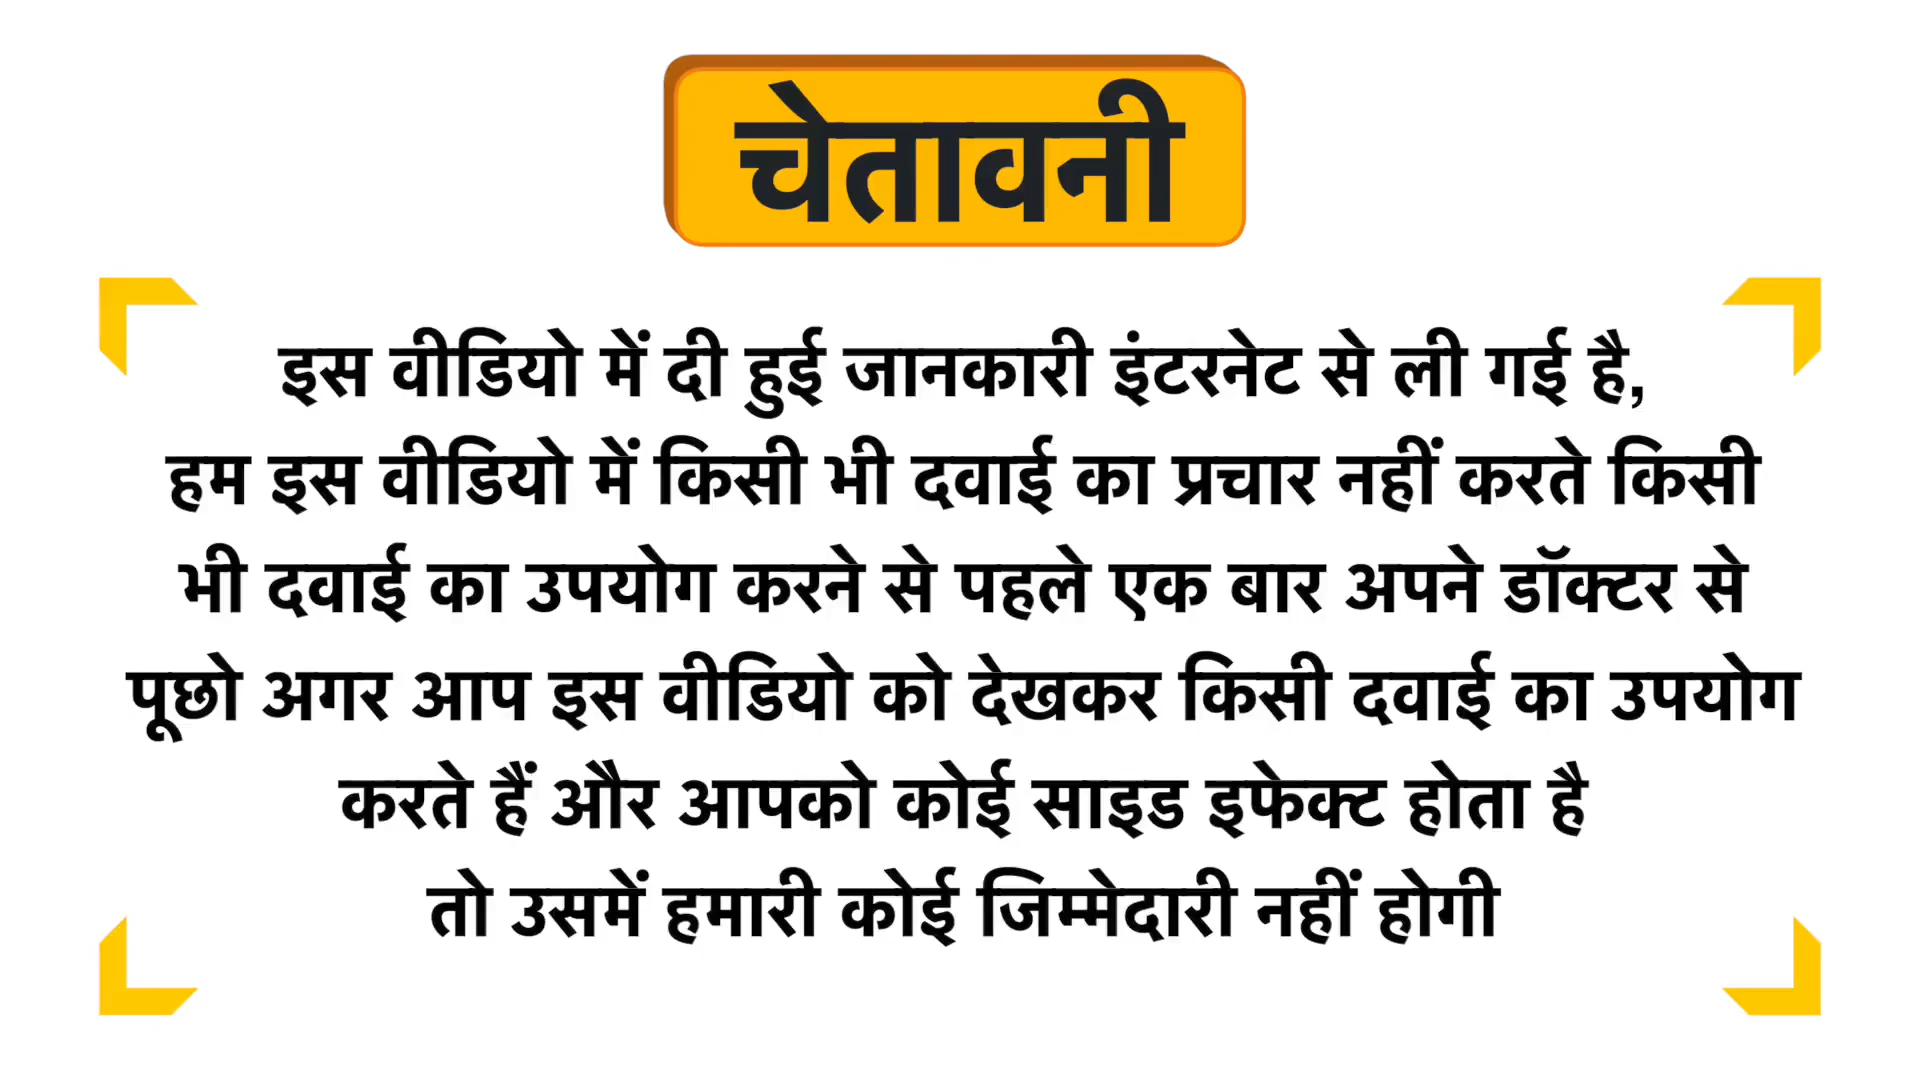 चेतावनी
इस वीडियो में दी हुई जानकारी इंटरनेट से ली गई है,
हम इस वीडियो में किसी भी दवाई का प्रचार नहीं करते किसी
भी दवाई का उपयोग करने से पहले एक बार अपने डॉक्टर से
पूछो अगर आप इस वीडियो को देखकर किसी दवाई का उपयोग
करते हैं और आपको कोई साइड इफेक्ट होता है
तो उसमें हमारी कोई जिम्मेदारी नहीं होगी